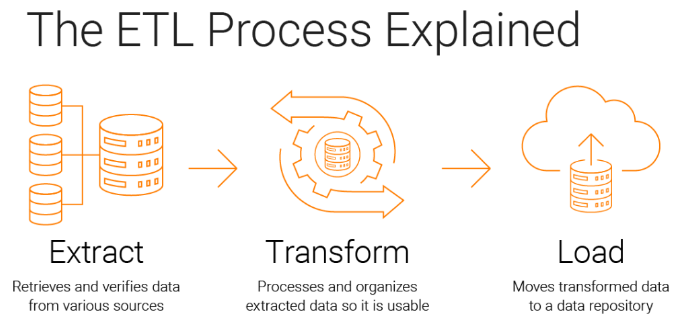 The ETL Process Explained
Extract
Retrieves and verifies data
from various sources
Transform
Processes and organizes
extracted data so it is usable
Load
Moves transformed data
to a data repository